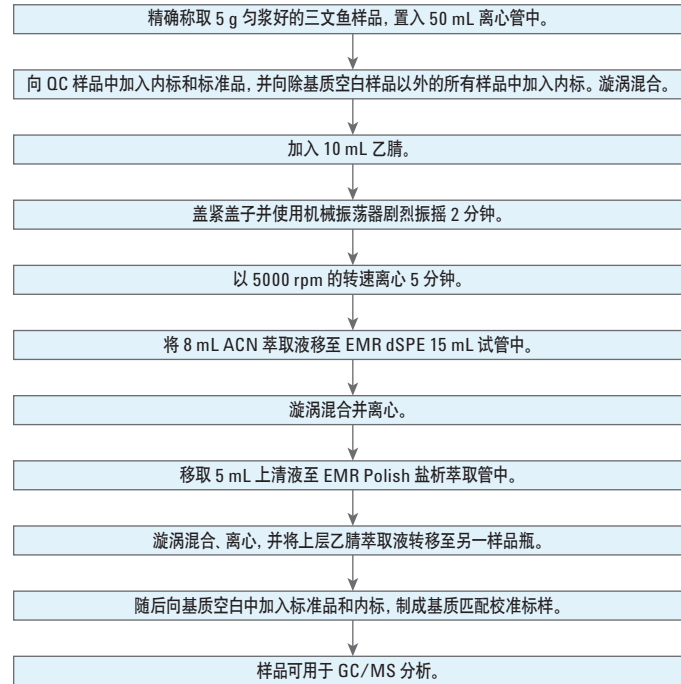 精确称取 5 g 匀浆好的三文鱼样品，置入 50 mL 离心管中。
向 QC 样品中加入内标和标准品，并向除基质空白样品以外的所有样品中加入内标。漩涡混合。
加入 10 mL 乙腈。
盖紧盖子并使用机械振荡器剧烈振摇 2 分钟。
以 5000 rpm 的转速离心 5 分钟。
将 8 mL ACN 萃取液移至 EMR dSPE 15 mL 试管中。
漩涡混合并离心。
移取 5 mL 上清液至 EMR Polish 盐析萃取管中。
漩涡混合、离心，并将上层乙腈萃取液转移至另一样品瓶。
随后向基质空白中加入标准品和内标，制成基质匹配校准标样。
样品可用于 GC/MS 分析。